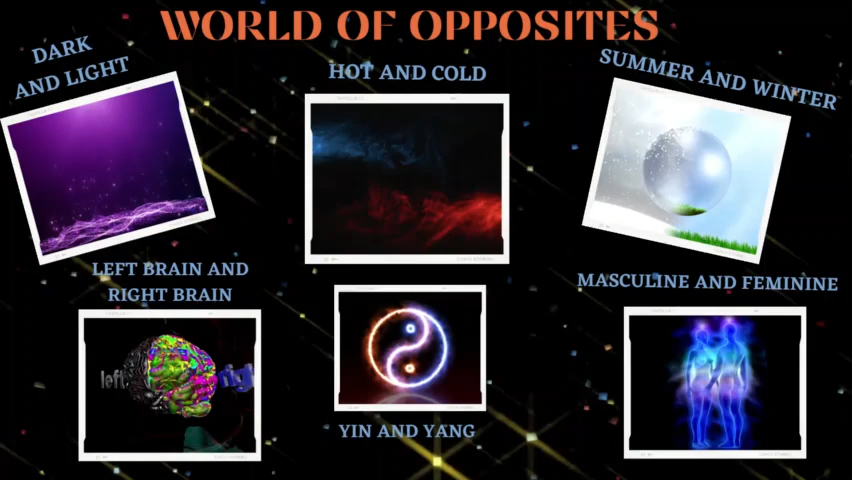 WORLD OF OPPOSITES
DARK
AND LIGHT
HOT AND COLD
SUMMER AND WINTER
LEFT BRAIN AND
RIGHT BRAIN
left
YIN AND YANG
MASCULINE AND FEMININE